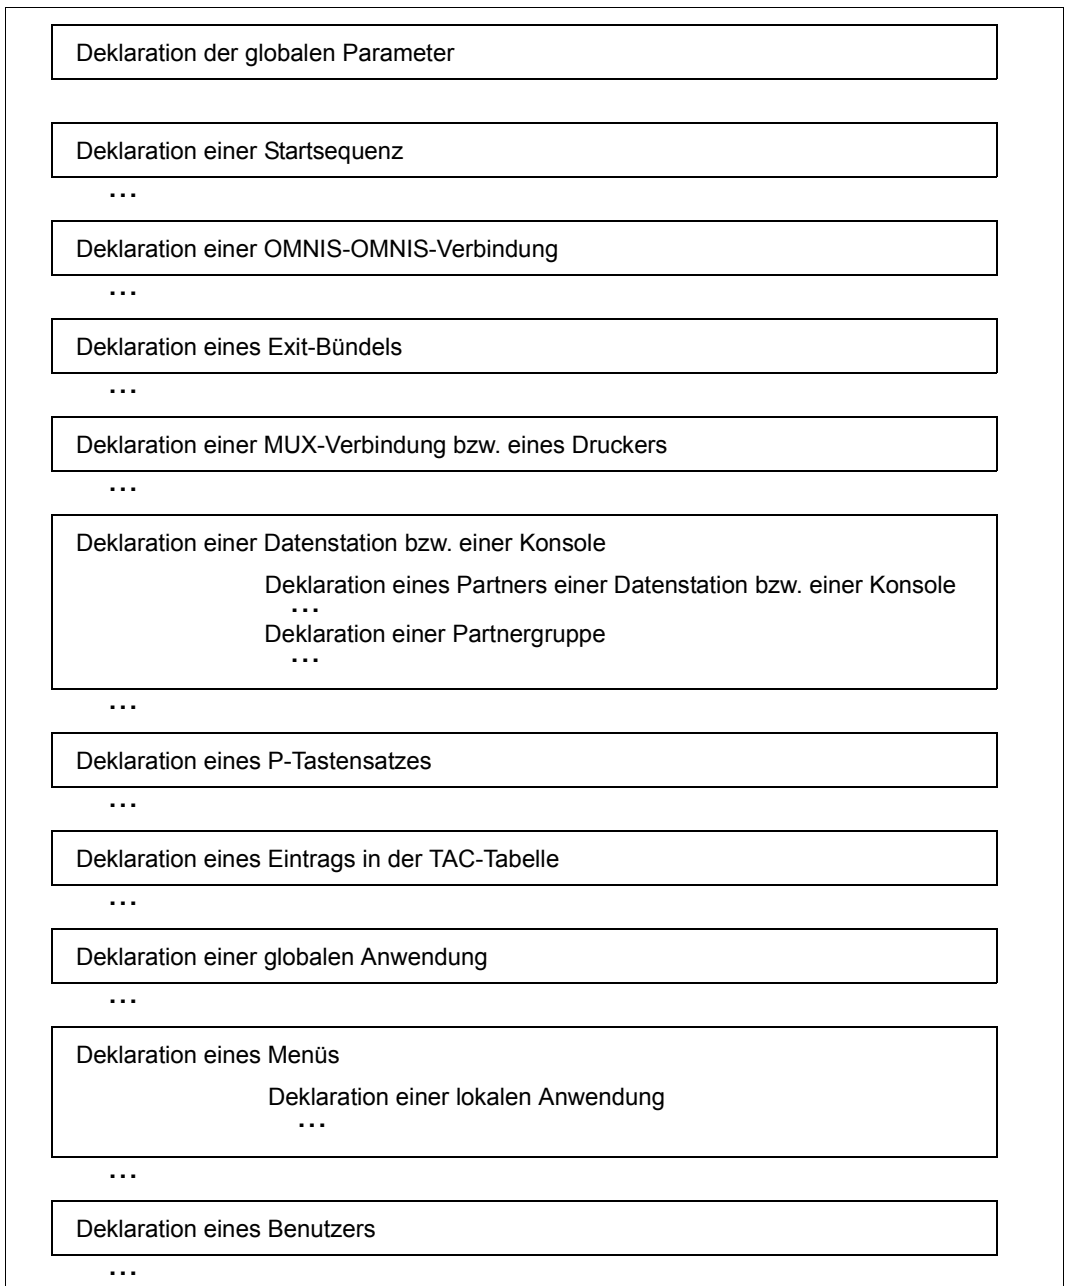 Deklaration der globalen Parameter
Deklaration einer Startsequenz
...
Deklaration einer OMNIS-OMNIS-Verbindung
...
Deklaration eines Exit-Bündels
...
Deklaration einer MUX-Verbindung bzw. eines Druckers
...
Deklaration einer Datenstation bzw. einer Konsole
Deklaration eines Partners einer Datenstation bzw. einer Konsole
...
Deklaration einer Partnergruppe
...
...
Deklaration eines P-Tastensatzes
...
Deklaration eines Eintrags in der TAC-Tabelle
...
Deklaration einer globalen Anwendung
...
Deklaration eines Menüs
Deklaration einer lokalen Anwendung
...
...
Deklaration eines Benutzers
...